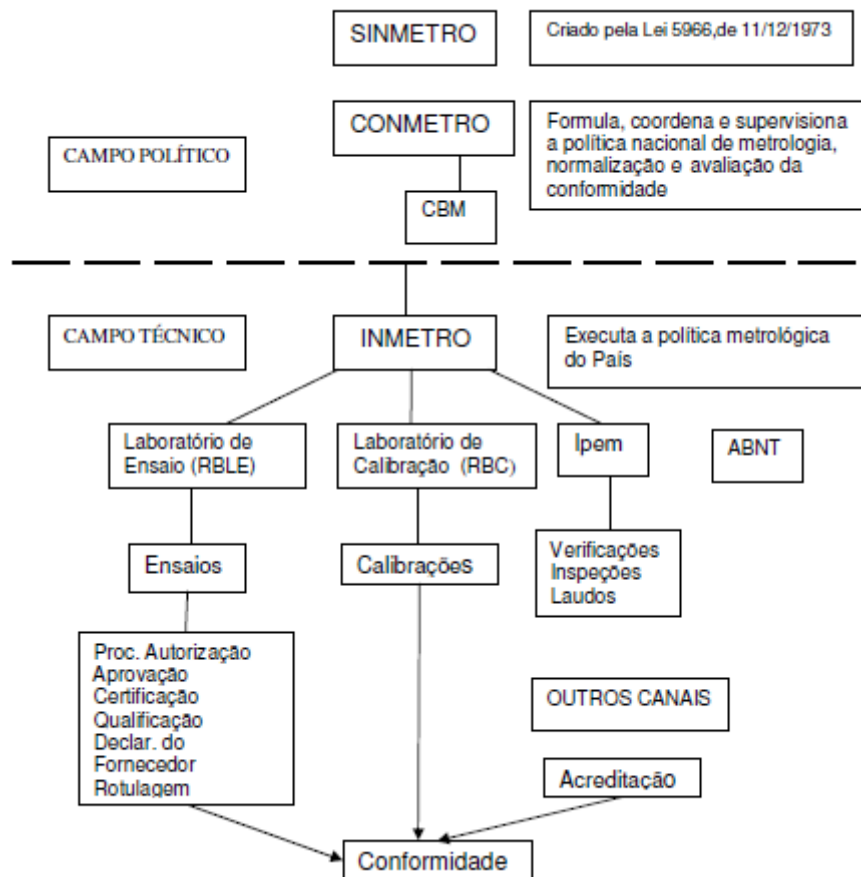 SINMETRO
Criado pela Lei 5966,de 11/12/1973
CONMETRO
Formula, coordena e supervisiona
a política nacional de metrologia,
normalização e avaliação da
conformidade
CAMPO POLÍTICO
CBM
CAMPO TÉCNICO
INMETRO
Executa a política metrológica
do País
Laboratório de
Ensaio (RBLE)
Laboratório de
Calibração (RBC)
Ipem
ABNT
Ensaios
Calibrações
Verificações
Inspeções
Laudos
Proc. Autorização
Aprovação
Certificação
Qualificação
Declar. do
Fornecedor
Rotulagem
OUTROS CANAIS
Acreditação
Conformidade